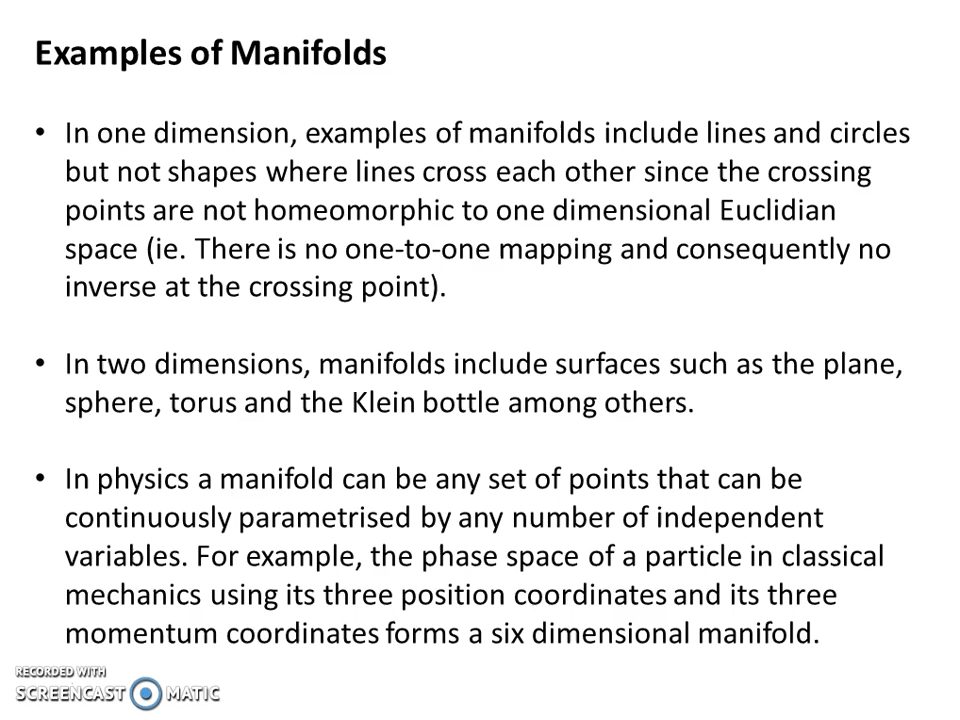 Examples of Manifolds
• In one dimension, examples of manifolds include lines and circles
but not shapes where lines cross each other since the crossing
points are not homeomorphic to one dimensional Euclidian
space (ie. There is no one-to-one mapping and consequently no
inverse at the crossing point).
• In two dimensions, manifolds include surfaces such as the plane,
sphere, torus and the Klein bottle among others.
• In physics a manifold can be any set of points that can be
continuously parametrised by any number of independent
variables. For example, the phase space of a particle in classical
mechanics using its three position coordinates and its three
momentum coordinates forms a six dimensional manifold.
RECORDED WITH
SCREENCAST MATIC